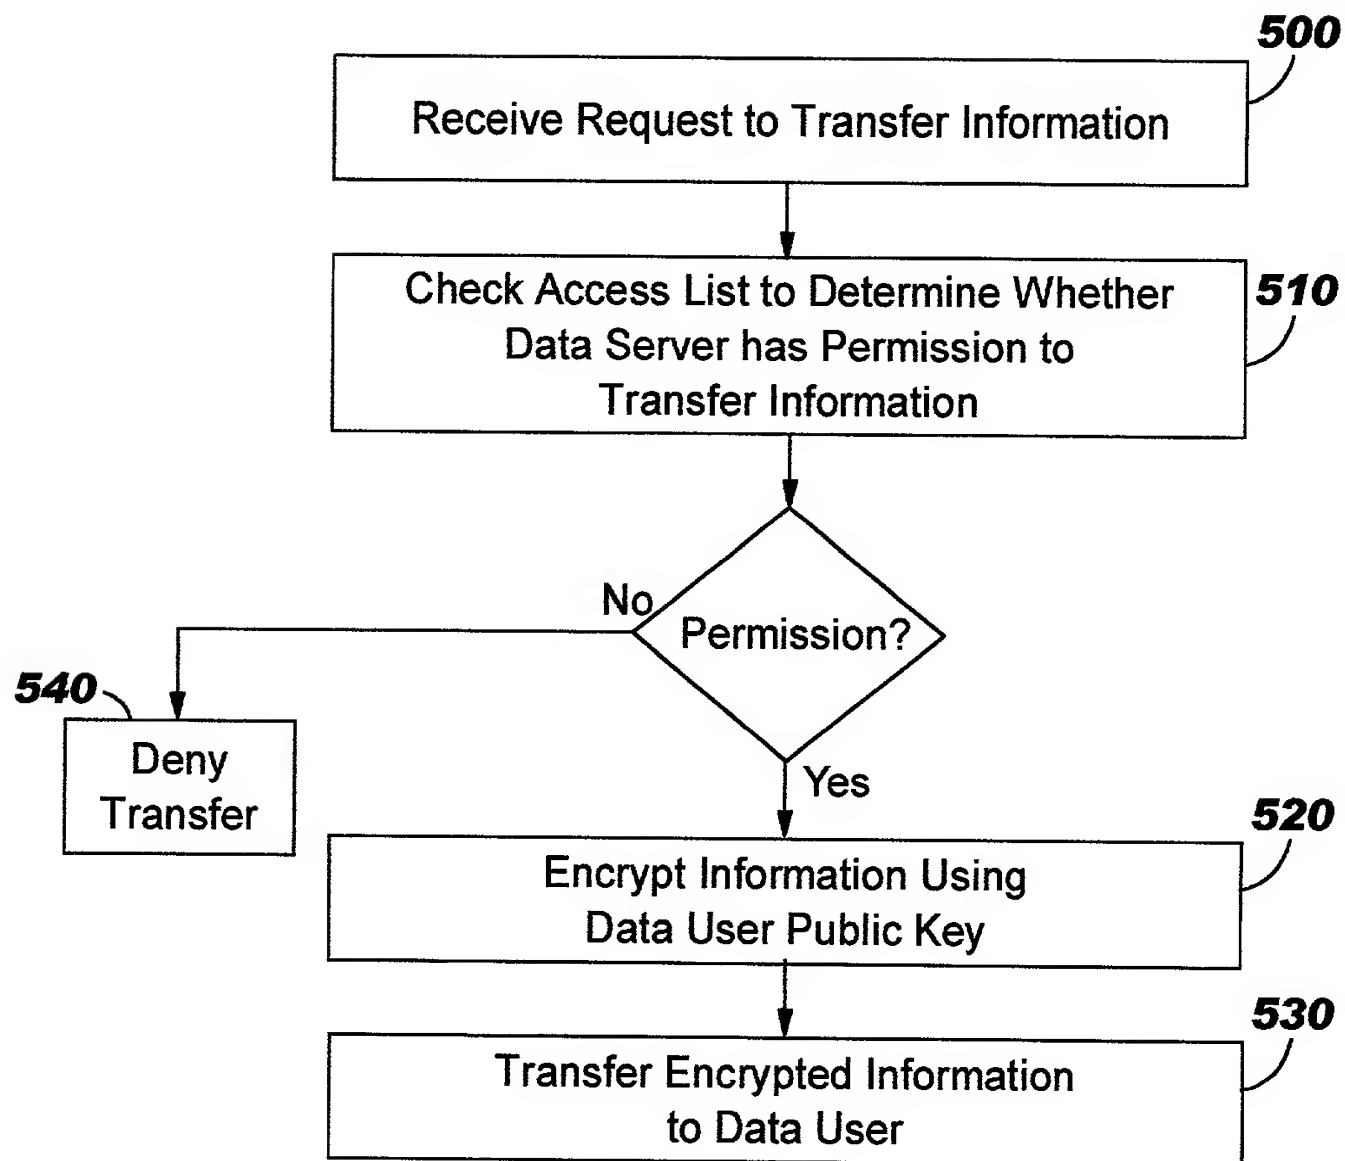 500
Receive Request to Transfer Information
Check Access List to Determine Whether
510
Data Server has Permission to
Transfer Information
No
Permission?
540
Deny
Transfer
Yes
520
Encrypt Information Using
Data User Public Key
530
Transfer Encrypted Information
to Data User